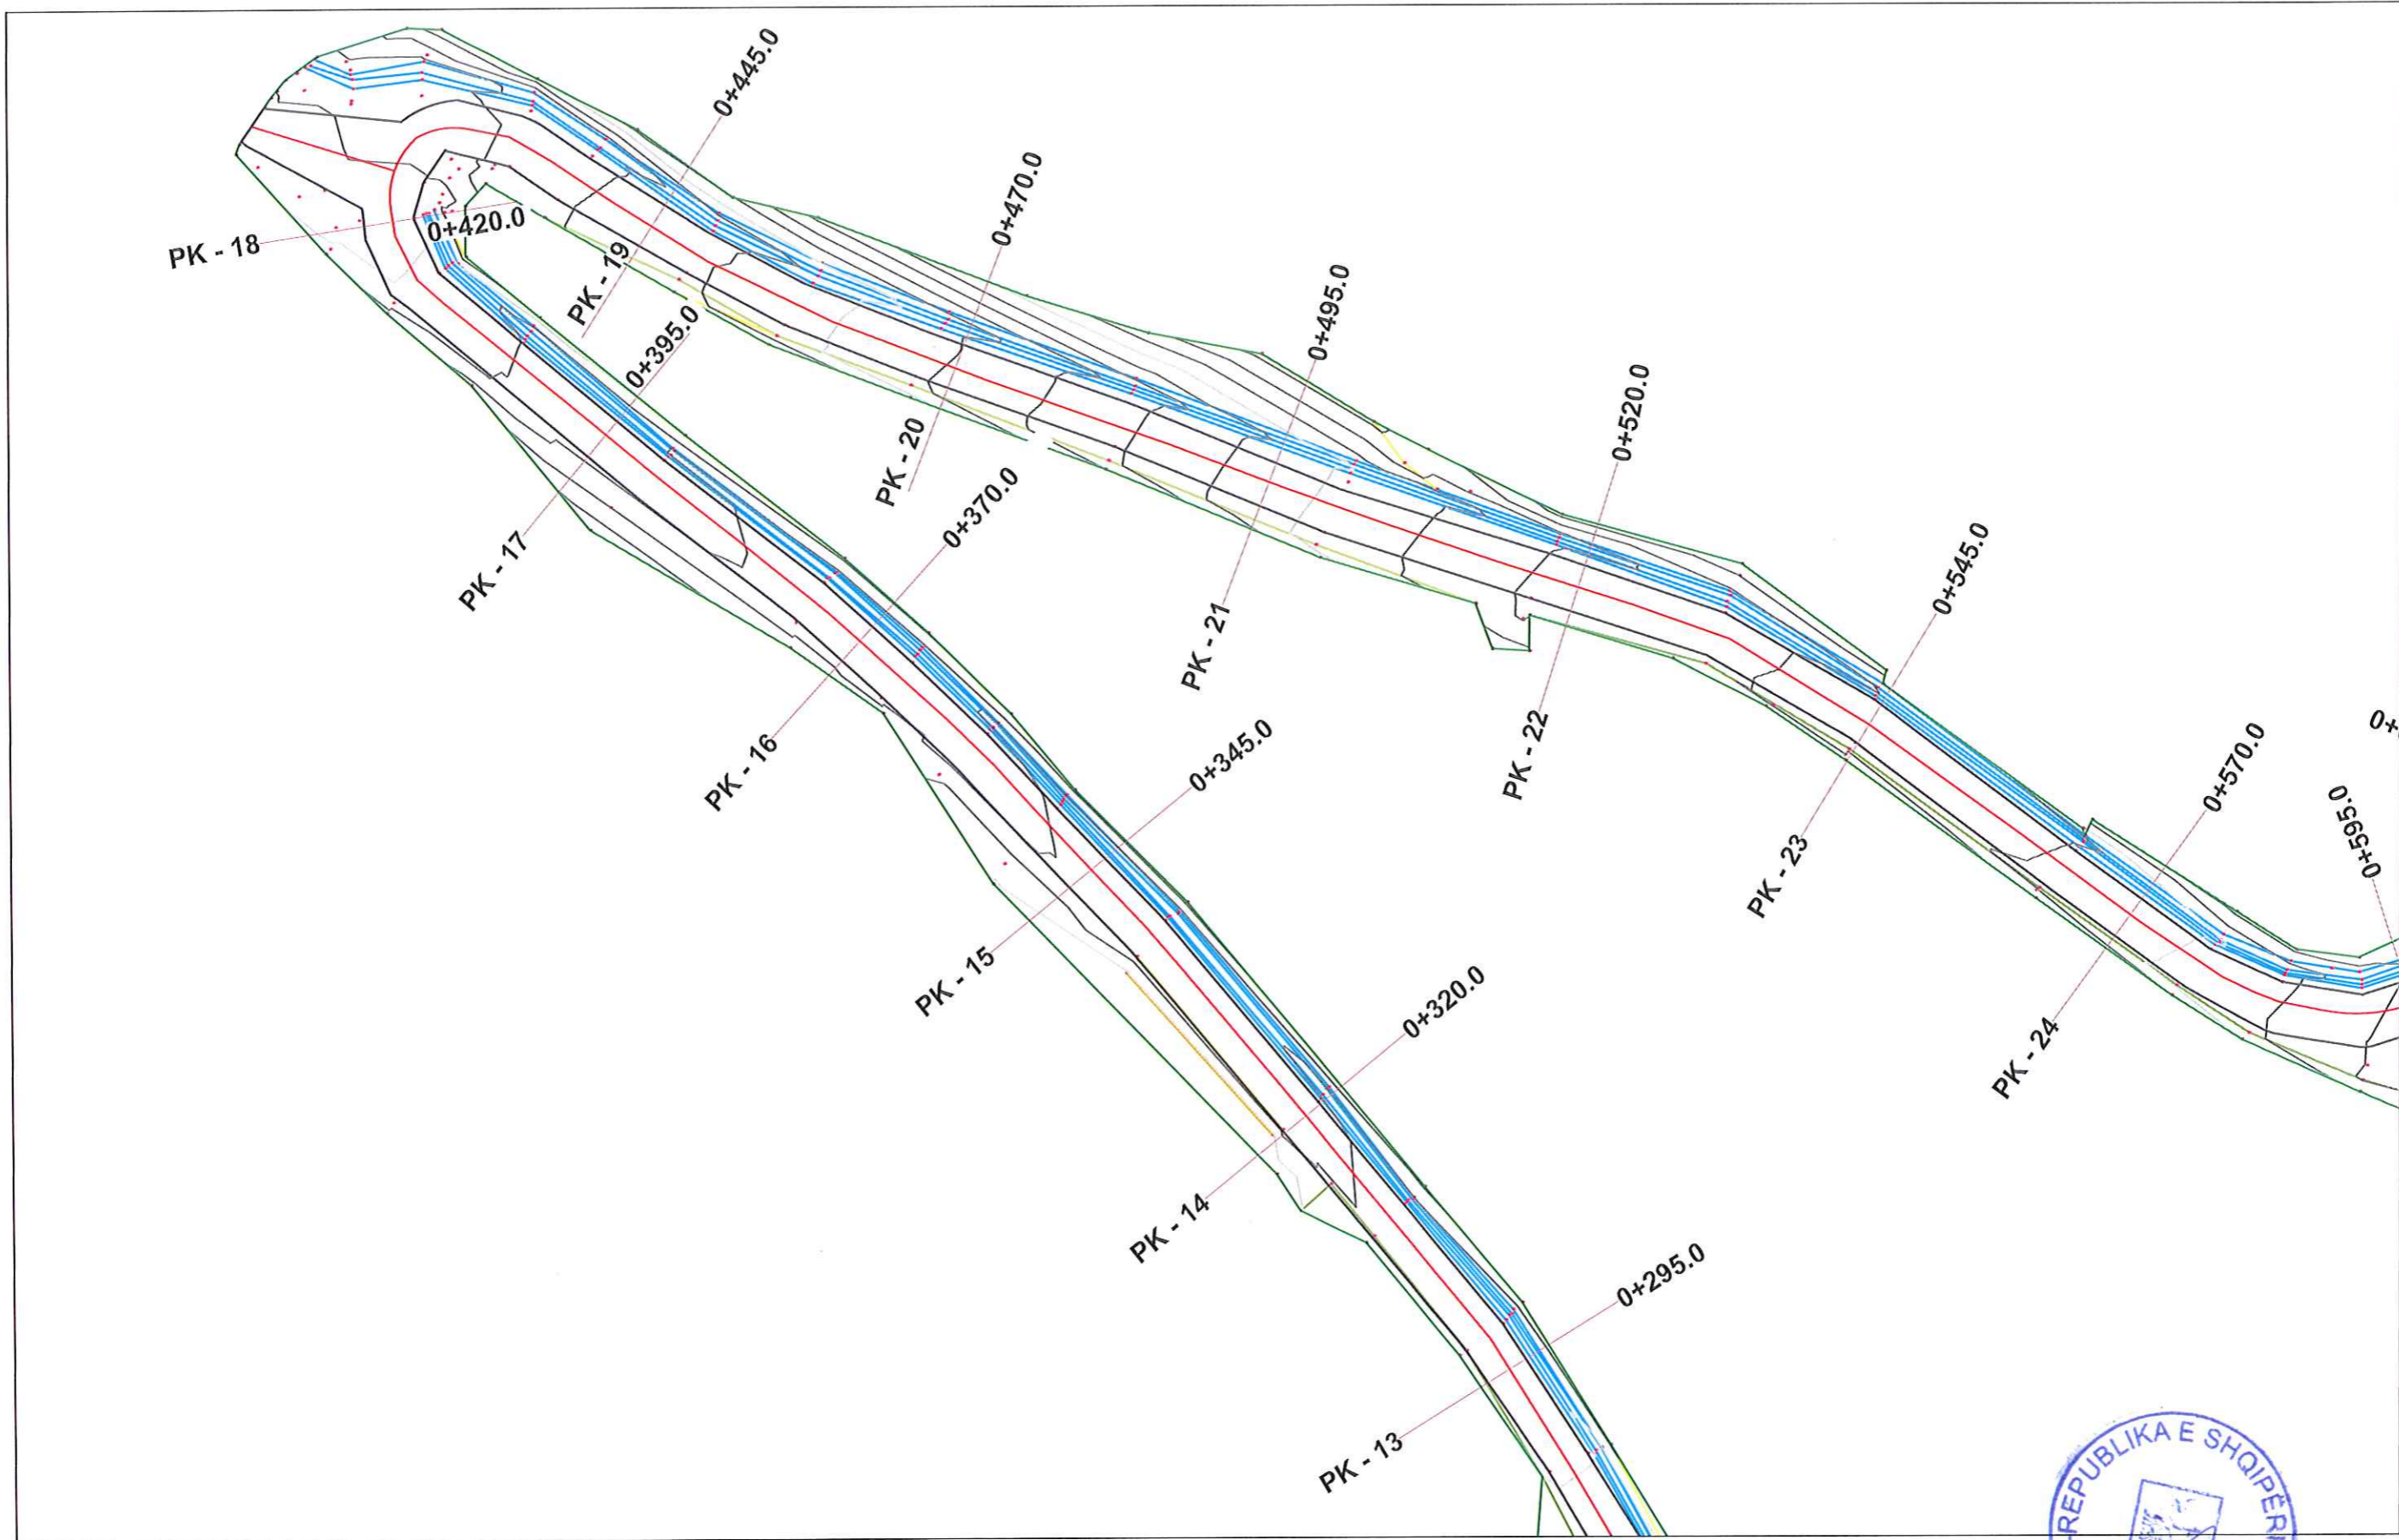 0+445.0
0+470.0
0+420.0
PK - 18
PK - 19
0+495.0
0+395.0
0+520.0
PK - 20
0+370.0
PK - 17
0+545.0
PK - 21
PK - 16
0+345.0
PK - 22
0+
0+570.0
0+595.0
PK - 23
PK - 15
0+320.0
PK - 24
PK - 14
0+295.0
PK - 13
REPUBLIKA E SHQIPËRI